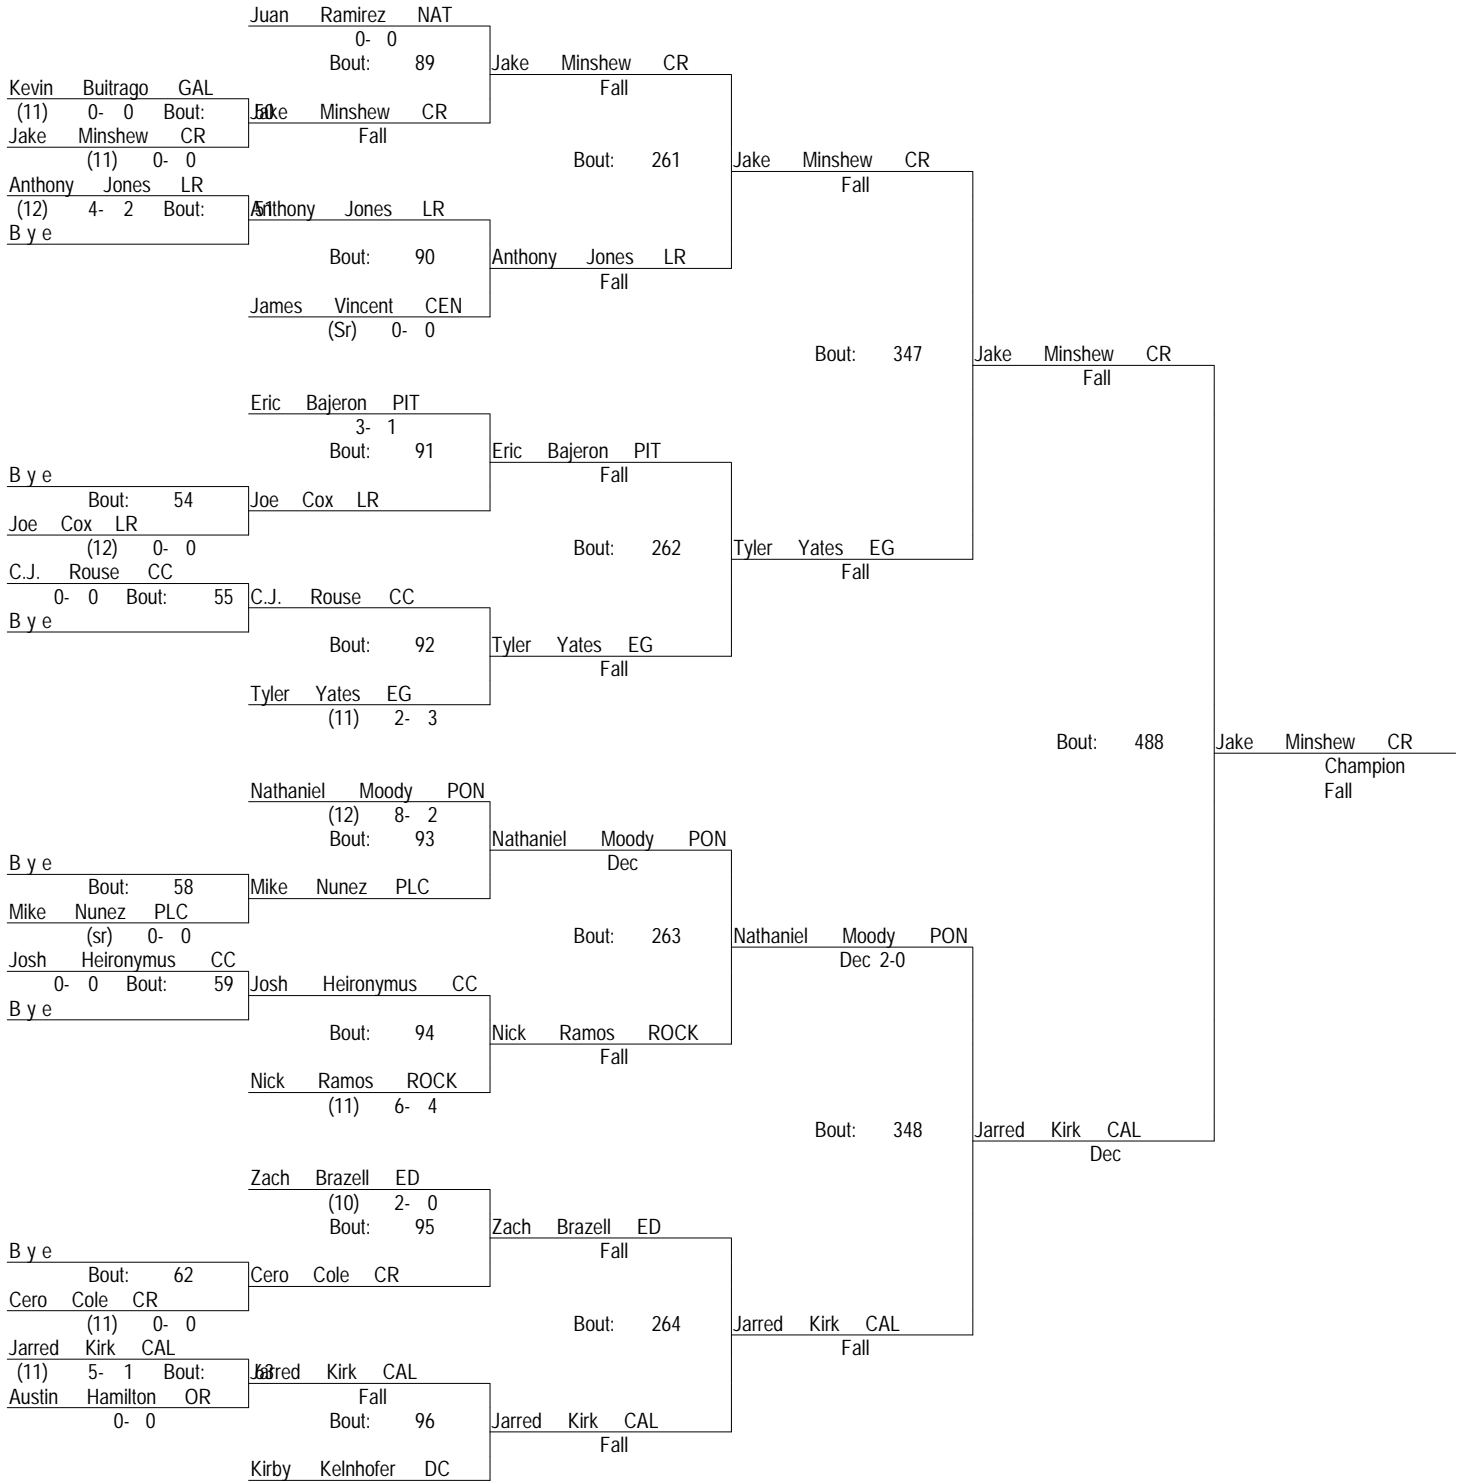 Juan Ramirez NAT
0- 0
Bout: 89
Jake Minshew CR
Fall
Kevin Buitrago GAL
(11) 0- 0 Bout: 50
Jake Minshew CR
Fall
Jake Minshew CR
(11) 0- 0
Bout: 261
Jake Minshew CR
Fall
Anthony Jones LR
(12) 4- 2 Bout: 51
Anthony Jones LR
B y e
Bout: 90
Anthony Jones LR
Fall
James Vincent CEN
(Sr) 0- 0
Bout: 347
Jake Minshew CR
Fall
Eric Bajeron PIT
3- 1
Bout: 91
Eric Bajeron PIT
Fall
B y e
Bout: 54
Joe Cox LR
Joe Cox LR
(12) 0- 0
Bout: 262
Tyler Yates EG
Fall
C.J. Rouse CC
0- 0 Bout: 55
C.J. Rouse CC
B y e
Bout: 92
Tyler Yates EG
Fall
Tyler Yates EG
(11) 2- 3
Bout: 488
Jake Minshew CR
Champion
Fall
Nathaniel Moody PON
(12) 8- 2
Bout: 93
Nathaniel Moody PON
Dec
B y e
Bout: 58
Mike Nunez PLC
Mike Nunez PLC
(sr) 0- 0
Bout: 263
Nathaniel Moody PON
Dec 2-0
Josh Heironymus CC
0- 0 Bout: 59
Josh Heironymus CC
B y e
Bout: 94
Nick Ramos ROCK
Fall
Nick Ramos ROCK
(11) 6- 4
Bout: 348
Jarred Kirk CAL
Dec
Zach Brazell ED
(10) 2- 0
Bout: 95
Zach Brazell ED
Fall
B y e
Bout: 62
Cero Cole CR
Cero Cole CR
(11) 0- 0
Bout: 264
Jarred Kirk CAL
Fall
Jarred Kirk CAL
(11) 5- 1 Bout: 63
Jarred Kirk CAL
Fall
Austin Hamilton OR
0- 0
Bout: 96
Jarred Kirk CAL
Fall
Kirby Kelnhofer DC